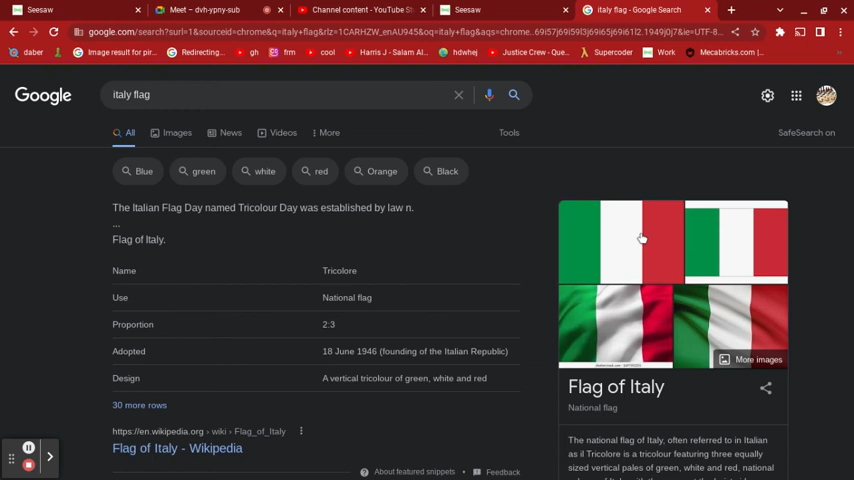 Seesaw
Meet – dvh-ypny-sub
Channel content - YouTube St
Seesaw
italy flag - Google Search
google.com/search?surl=1&sourceid=chrome&q=italy+flag&rlz=1CARHZW_enAU945&oq=italy+flag+&aqs=chrome..69i57j69i59l3j69i65j69i61l2.1949j0j7&ie=UTF-8...
daber
Image result for pir...
Redirecting...
gh
frm
cool
Harris J - Salam Al...
hdwhej
Justice Crew - Que...
Supercoder
Work
Mecabricks.com |...
Google
italy flag
All
Images
News
Videos
More
Tools
SafeSearch on
Blue
green
white
red
Orange
Black
The Italian Flag Day named Tricolour Day was established by law n.
...
Flag of Italy.
Name Tricolore
Use National flag
Proportion 2:3
Adopted 18 June 1946 (founding of the Italian Republic)
Design A vertical tricolour of green, white and red
30 more rows
https://en.wikipedia.org › wiki › Flag_of_Italy
Flag of Italy - Wikipedia
About featured snippets • Feedback
More images
Flag of Italy
National flag
The national flag of Italy, often referred to in Italian
as il Tricolore is a tricolour featuring three equally
sized vertical pales of green, white and red, national